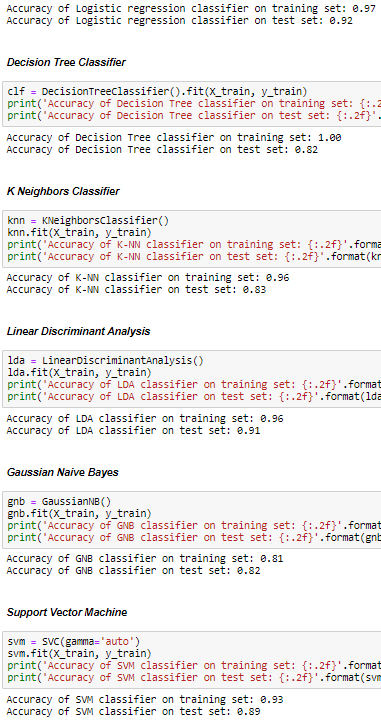 Accuracy of Logistic regression classifier on training set: 0.97
Accuracy of Logistic regression classifier on test set: 0.92
Decision Tree Classifier
clf = DecisionTreeClassifier().fit(X_train, y_train)
print('Accuracy of Decision Tree classifier on training set: {:.2
print('Accuracy of Decision Tree classifier on test set: {:.2f}'.
Accuracy of Decision Tree classifier on training set: 1.00
Accuracy of Decision Tree classifier on test set: 0.82
K Neighbors Classifier
knn = KNeighborsClassifier()
knn.fit(X_train, y_train)
print('Accuracy of K-NN classifier on training set: {:.2f}'.forma
print('Accuracy of K-NN classifier on test set: {:.2f}'.format(kn
Accuracy of K-NN classifier on training set: 0.96
Accuracy of K-NN classifier on test set: 0.83
Linear Discriminant Analysis
lda = LinearDiscriminantAnalysis()
lda.fit(X_train, y_train)
print('Accuracy of LDA classifier on training set: {:.2f}'.format
print('Accuracy of LDA classifier on test set: {:.2f}'.format(lda
Accuracy of LDA classifier on training set: 0.96
Accuracy of LDA classifier on test set: 0.91
Gaussian Naive Bayes
gnb = GaussianNB()
gnb.fit(X_train, y_train)
print('Accuracy of GNB classifier on training set: {:.2f}'.format
print('Accuracy of GNB classifier on test set: {:.2f}'.format(gnb
Accuracy of GNB classifier on training set: 0.81
Accuracy of GNB classifier on test set: 0.82
Support Vector Machine
svm = SVC(gamma='auto')
svm.fit(X_train, y_train)
print('Accuracy of SVM classifier on training set: {:.2f}'.format
print('Accuracy of SVM classifier on test set: {:.2f}'.format(svm
Accuracy of SVM classifier on training set: 0.93
Accuracy of SVM classifier on test set: 0.89